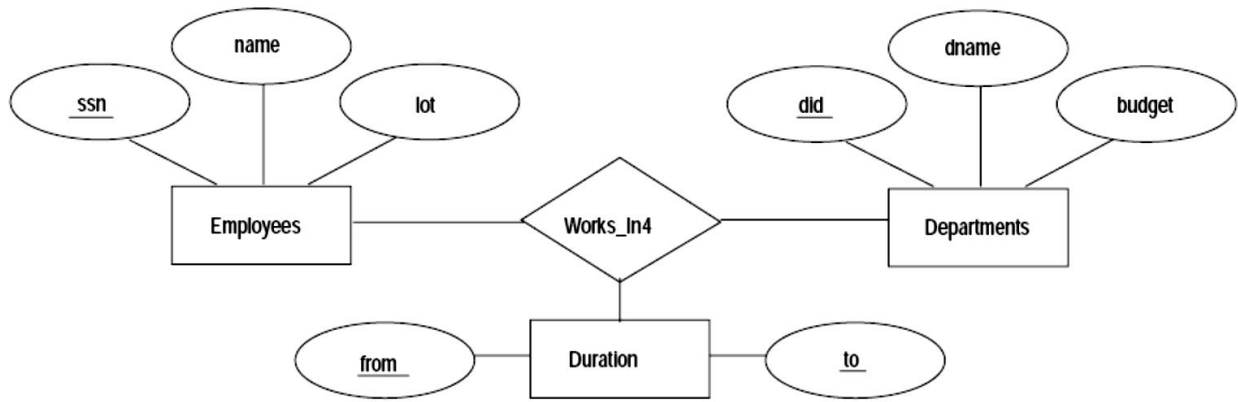 name
dname
ssn
lot
did
budget
Employees
Works_In4
Departments
from
Duration
to